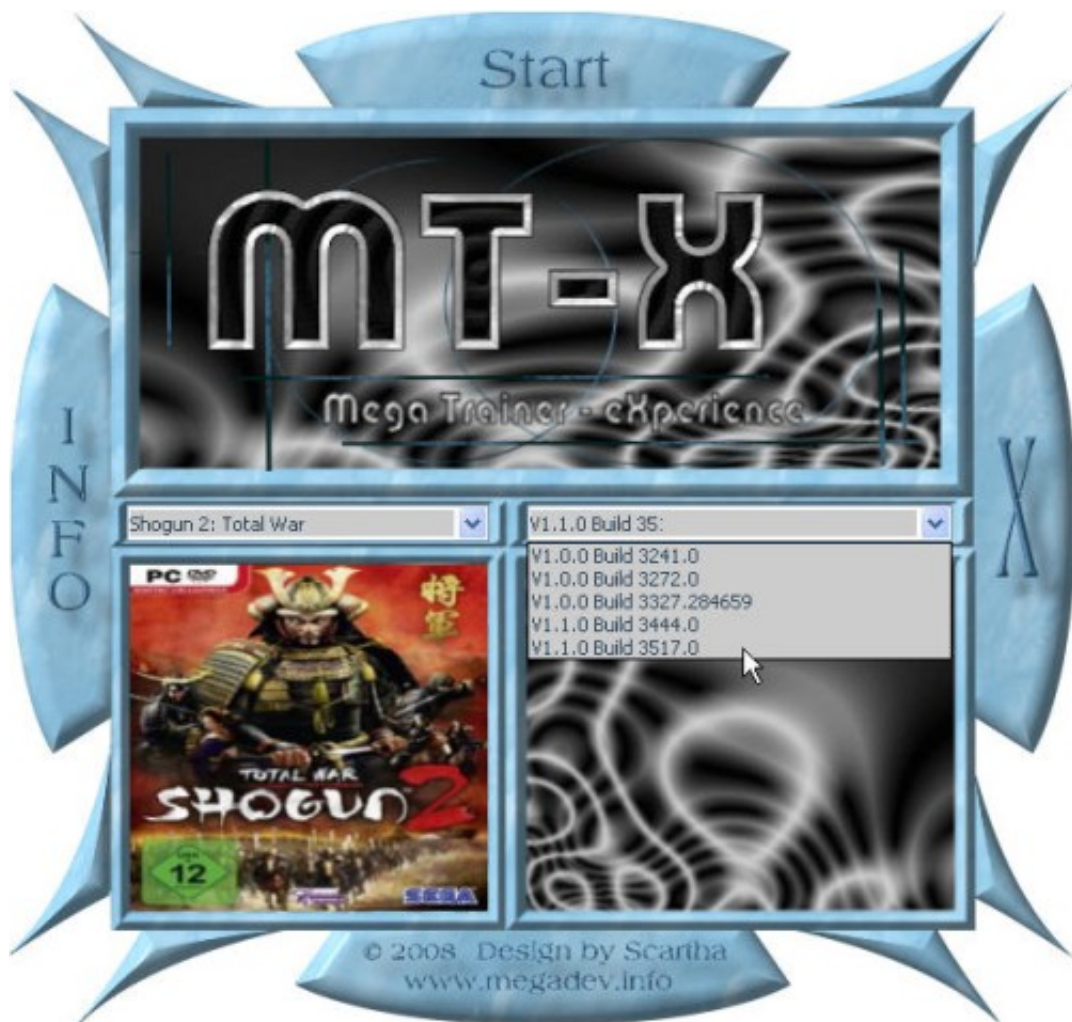 Start
MT-X
Mega Trainer - eXperience
INFO
X
Shogun 2: Total War
V1.1.0 Build 35:
V1.0.0 Build 3241.0
V1.0.0 Build 3272.0
V1.0.0 Build 3327.284659
V1.1.0 Build 3444.0
V1.1.0 Build 3517.0
PC DVD
将軍
TOTAL WAR
SHOGUN 2
12
SEGA
© 2008 Design by Scartha
www.megadev.info